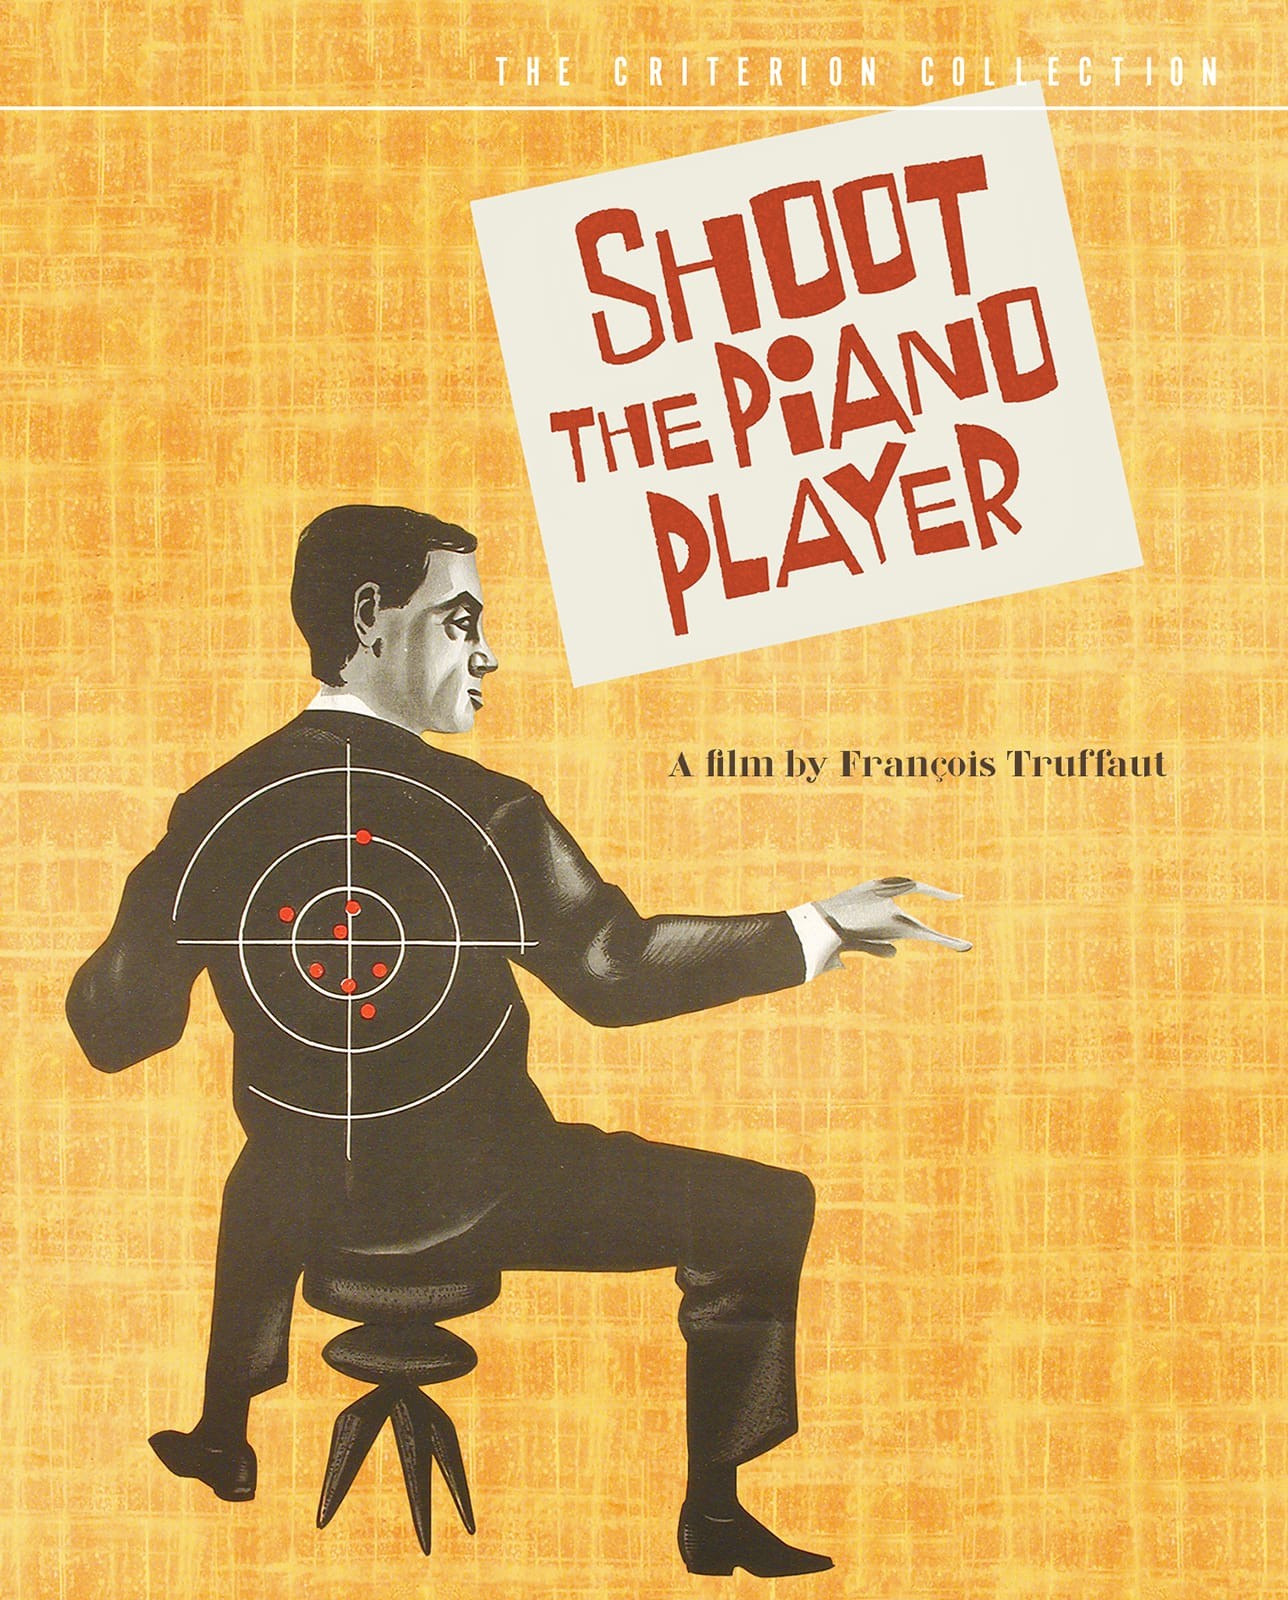 THE CRITERION COLLECTION
SHOOT
THE PiANO
PLAYER
A film by François Truffaut